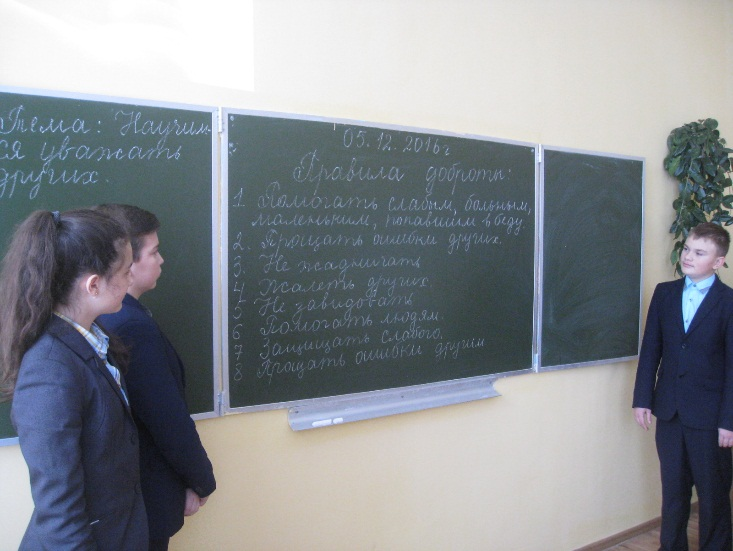 Тема: Научим-
ся уважать
других.
05.12.2016 г
Правила доброты:
1. Помогать слабым, больным,
маленьким, попавшим в беду
2. Прощать ошибки других.
3. Не жадничать
4 Жалеть других.
5 Не завидовать
6 Помогать людям.
7 Защищать слабого.
8 Прощать ошибки другим